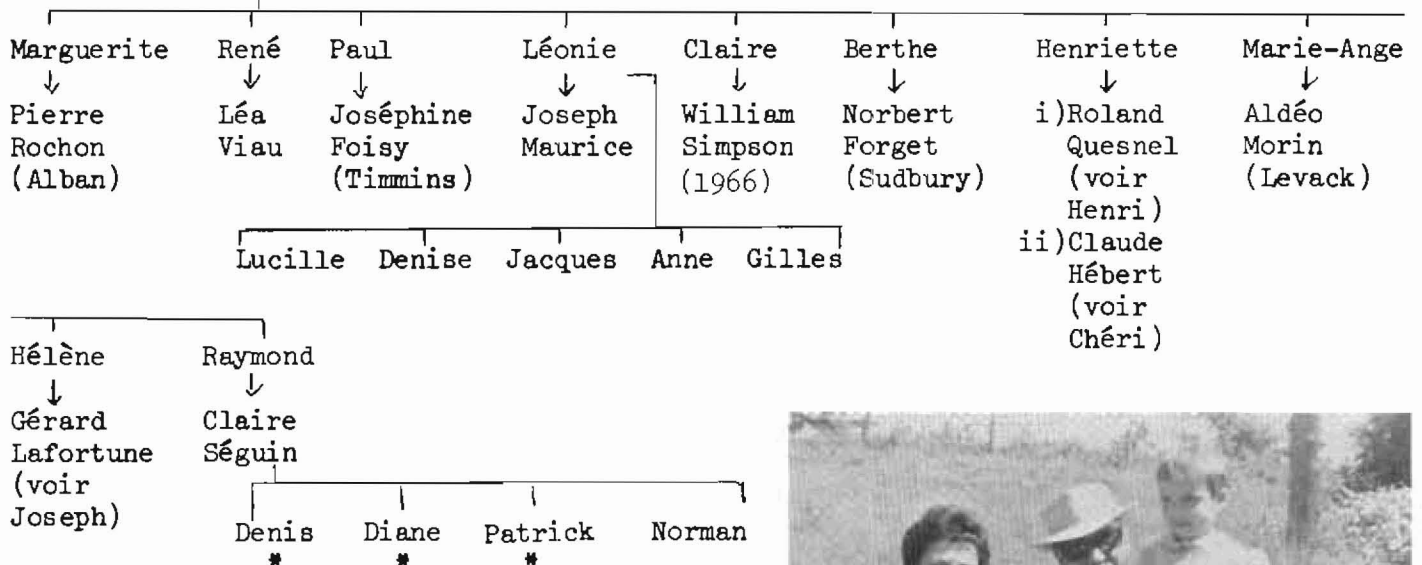 Marguerite René Paul Léonie Claire Berthe Henriette Marie-Ange
Pierre Léa Joséphine Joseph William Norbert i)Roland Aldéo
Rochon Viau Foisy Maurice Simpson Forget Quesnel Morin
(Alban) (Timmins) (1966) (Sudbury) (voir (Levack)
Henri)
ii)Claude
Hébert
(voir
Chéri)
Lucille Denise Jacques Anne Gilles
Hélène Raymond
Gérard Claire
Lafortune Séguin
(voir
Joseph)
Denis Diane Patrick Norman
* * *